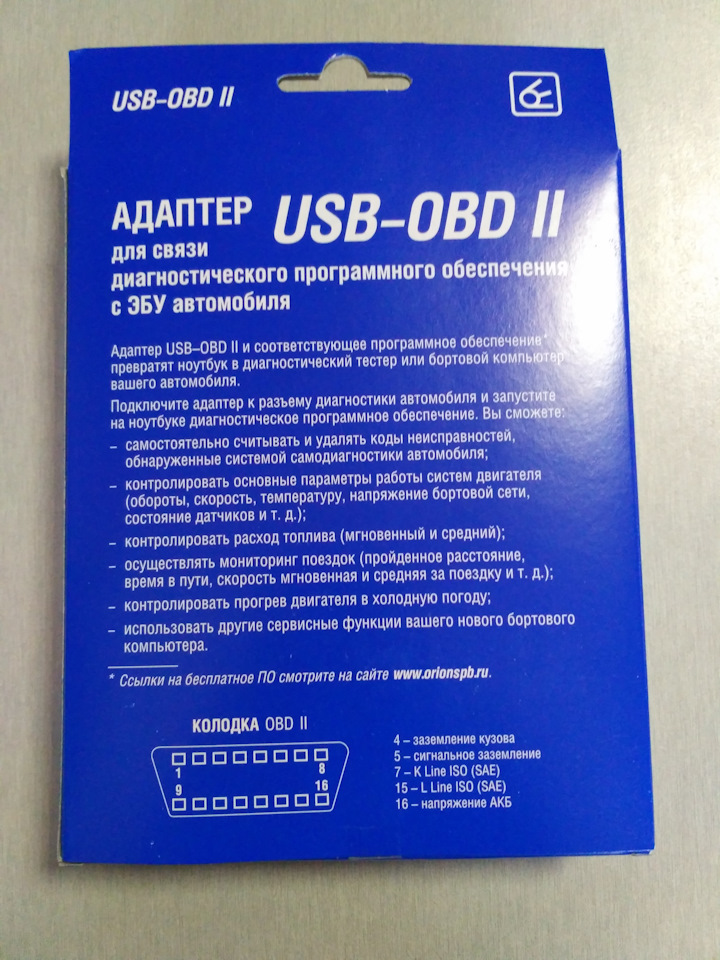 USB–OBD II
АДАПТЕР USB–OBD II
для связи
диагностического программного обеспечения
с ЭБУ автомобиля
Адаптер USB–OBD II и соответствующее программное обеспечение*
превратят ноутбук в диагностический тестер или бортовой компьютер
вашего автомобиля.
Подключите адаптер к разъему диагностики автомобиля и запустите
на ноутбуке диагностическое программное обеспечение. Вы сможете:
– самостоятельно считывать и удалять коды неисправностей,
обнаруженные системой самодиагностики автомобиля;
– контролировать основные параметры работы систем двигателя
(обороты, скорость, температуру, напряжение бортовой сети,
состояние датчиков и т. д.);
– контролировать расход топлива (мгновенный и средний);
– осуществлять мониторинг поездок (пройденное расстояние,
время в пути, скорость мгновенная и средняя за поездку и т. д.);
– контролировать прогрев двигателя в холодную погоду;
– использовать другие сервисные функции вашего нового бортового
компьютера.
* Ссылки на бесплатное ПО смотрите на сайте www.orionspb.ru.
КОЛОДКА OBD II
1 8
9 16
4 – заземление кузова
5 – сигнальное заземление
7 – K Line ISO (SAE)
15 – L Line ISO (SAE)
16 – напряжение АКБ